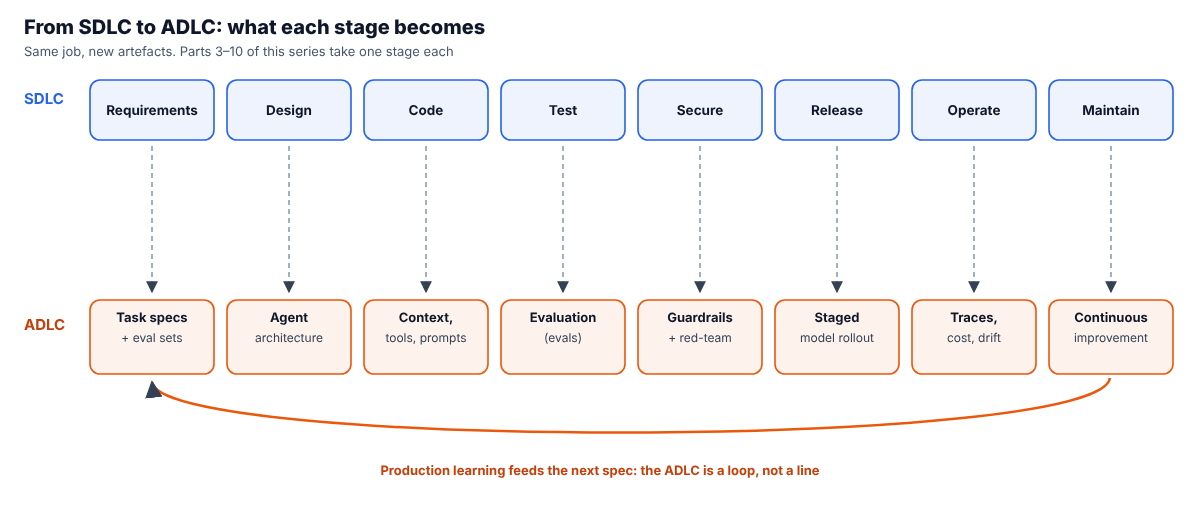 From SDLC to ADLC: what each stage becomes
Same job, new artefacts. Parts 3–10 of this series take one stage each
SDLC
Requirements
Design
Code
Test
Secure
Release
Operate
Maintain
ADLC
Task specs
+ eval sets
Agent
architecture
Context,
tools, prompts
Evaluation
(evals)
Guardrails
+ red-team
Staged
model rollout
Traces,
cost, drift
Continuous
improvement
Production learning feeds the next spec: the ADLC is a loop, not a line